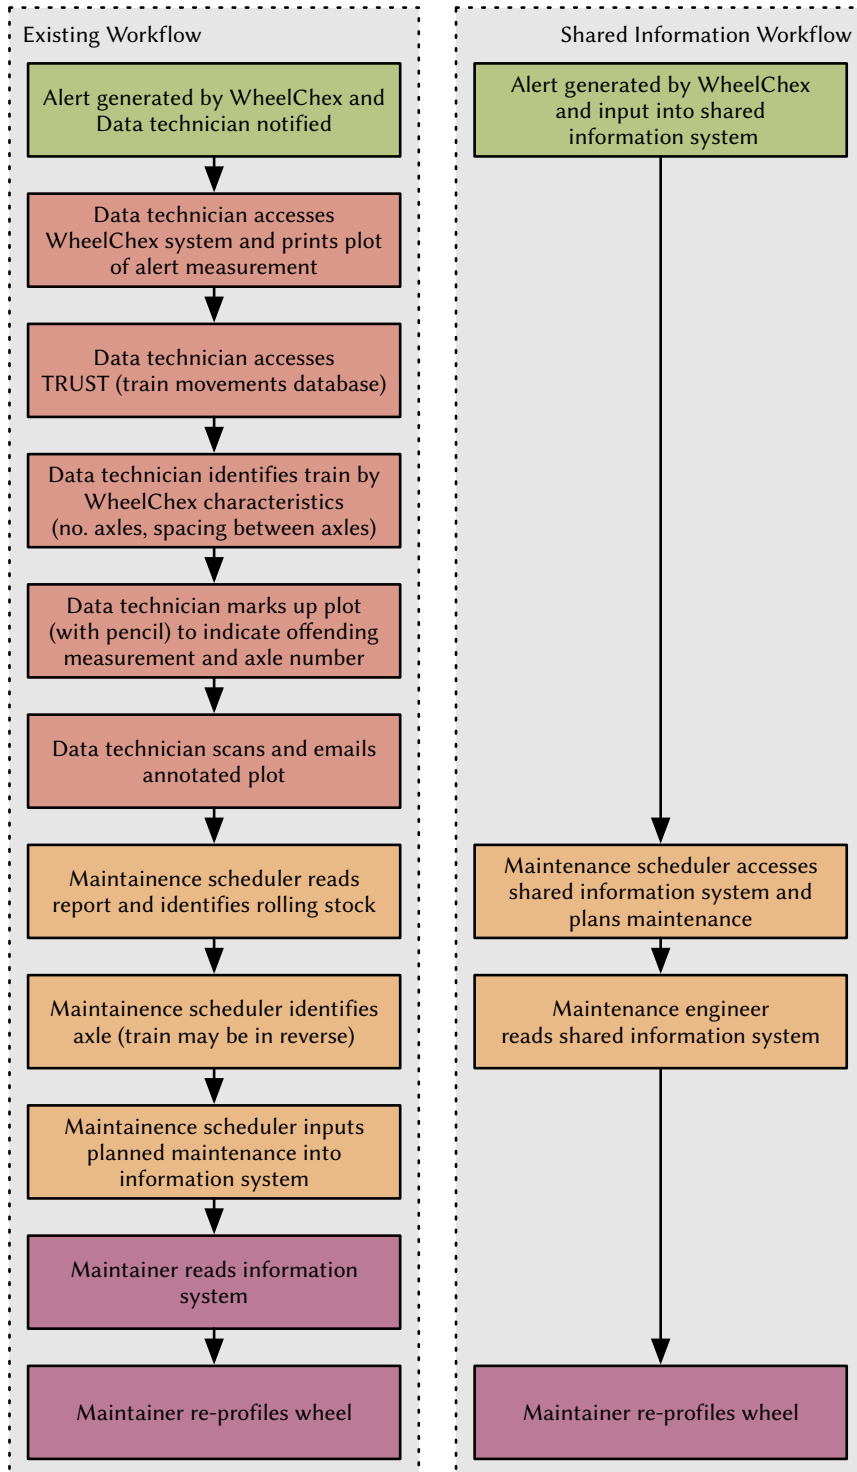 Existing Workflow
Alert generated by WheelChex and
Data technician notified
Data technician accesses
WheelChex system and prints plot
of alert measurement
Data technician accesses
TRUST (train movements database)
Data technician identifies train by
WheelChex characteristics
(no. axles, spacing between axles)
Data technician marks up plot
(with pencil) to indicate offending
measurement and axle number
Data technician scans and emails
annotated plot
Maintainence scheduler reads
report and identifies rolling stock
Maintainence scheduler identifies
axle (train may be in reverse)
Maintainence scheduler inputs
planned maintenance into
information system
Maintainer reads information
system
Maintainer re-profiles wheel
Shared Information Workflow
Alert generated by WheelChex
and input into shared
information system
Maintenance scheduler accesses
shared information system and
plans maintenance
Maintenance engineer
reads shared information system
Maintainer re-profiles wheel